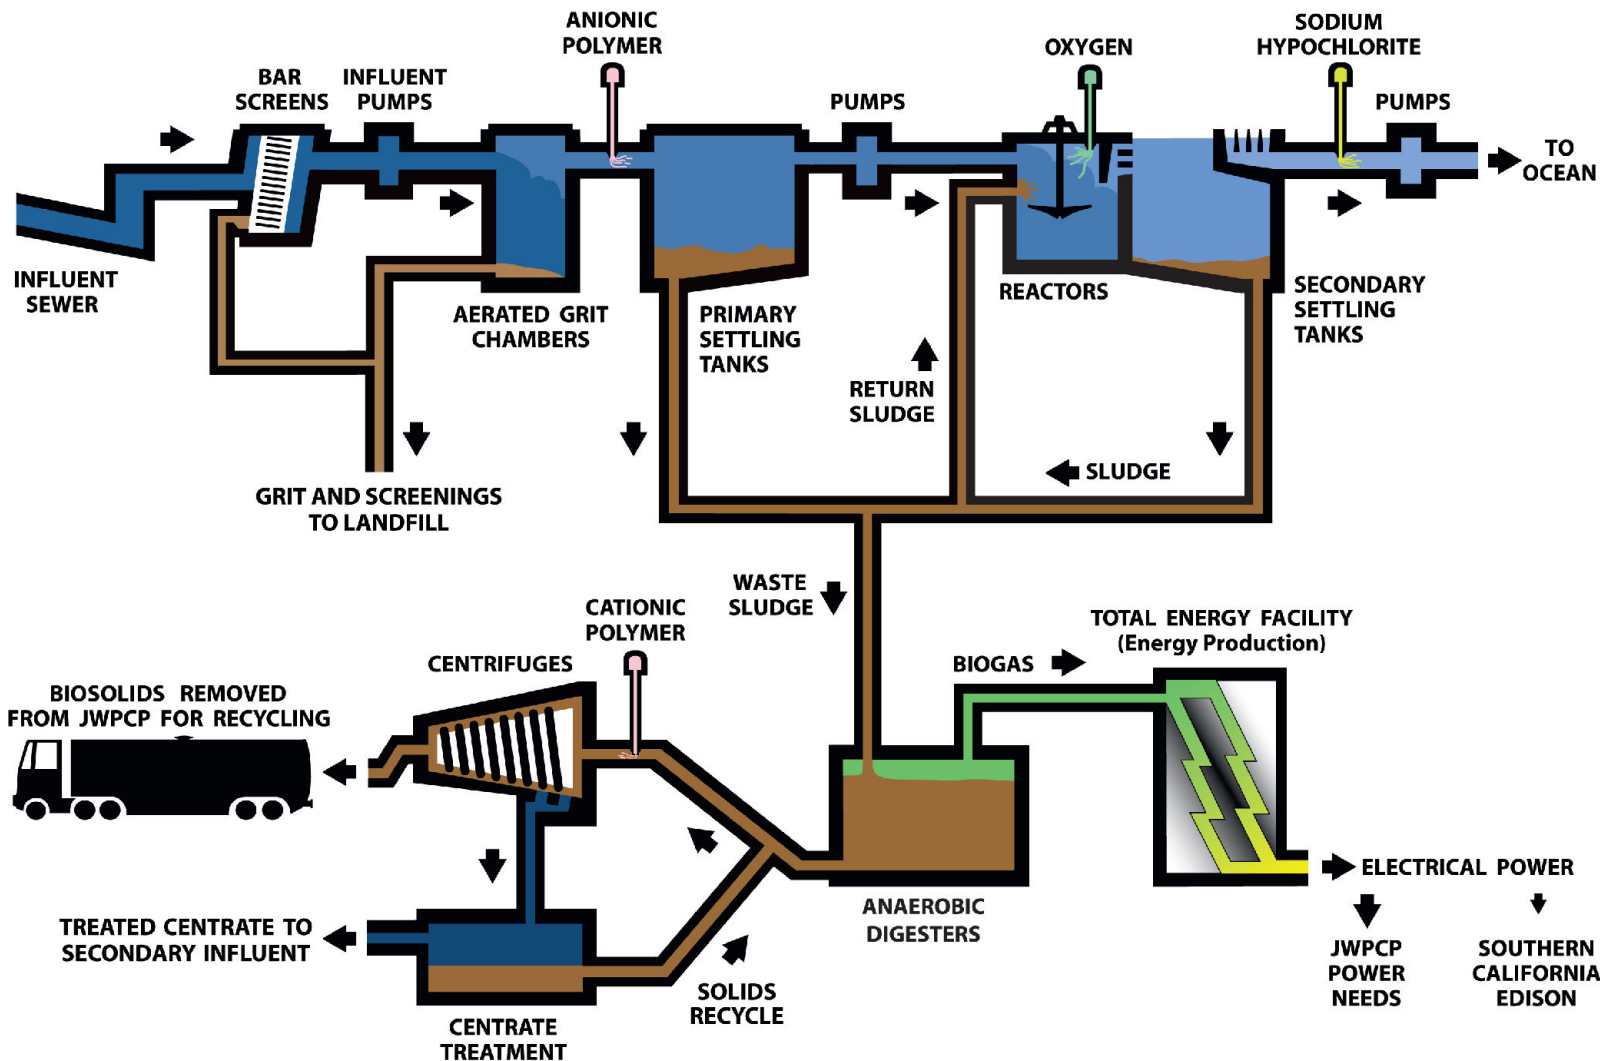 ANIONIC
POLYMER
SODIUM
HYPOCHLORITE
OXYGEN
BAR
SCREENS
INFLUENT
PUMPS
PUMPS
PUMPS
TO
OCEAN
INFLUENT
SEWER
AERATED GRIT
CHAMBERS
PRIMARY
SETTLING
TANKS
REACTORS
SECONDARY
SETTLING
TANKS
RETURN
SLUDGE
SLUDGE
GRIT AND SCREENINGS
TO LANDFILL
WASTE
SLUDGE
CATIONIC
POLYMER
CENTRIFUGES
TOTAL ENERGY FACILITY
(Energy Production)
BIOGAS
BIOSOLIDS REMOVED
FROM JWPCP FOR RECYCLING
ELECTRICAL POWER
ANAEROBIC
DIGESTERS
TREATED CENTRATE TO
SECONDARY INFLUENT
JWPCP
POWER
NEEDS
SOUTHERN
CALIFORNIA
EDISON
SOLIDS
RECYCLE
CENTRATE
TREATMENT